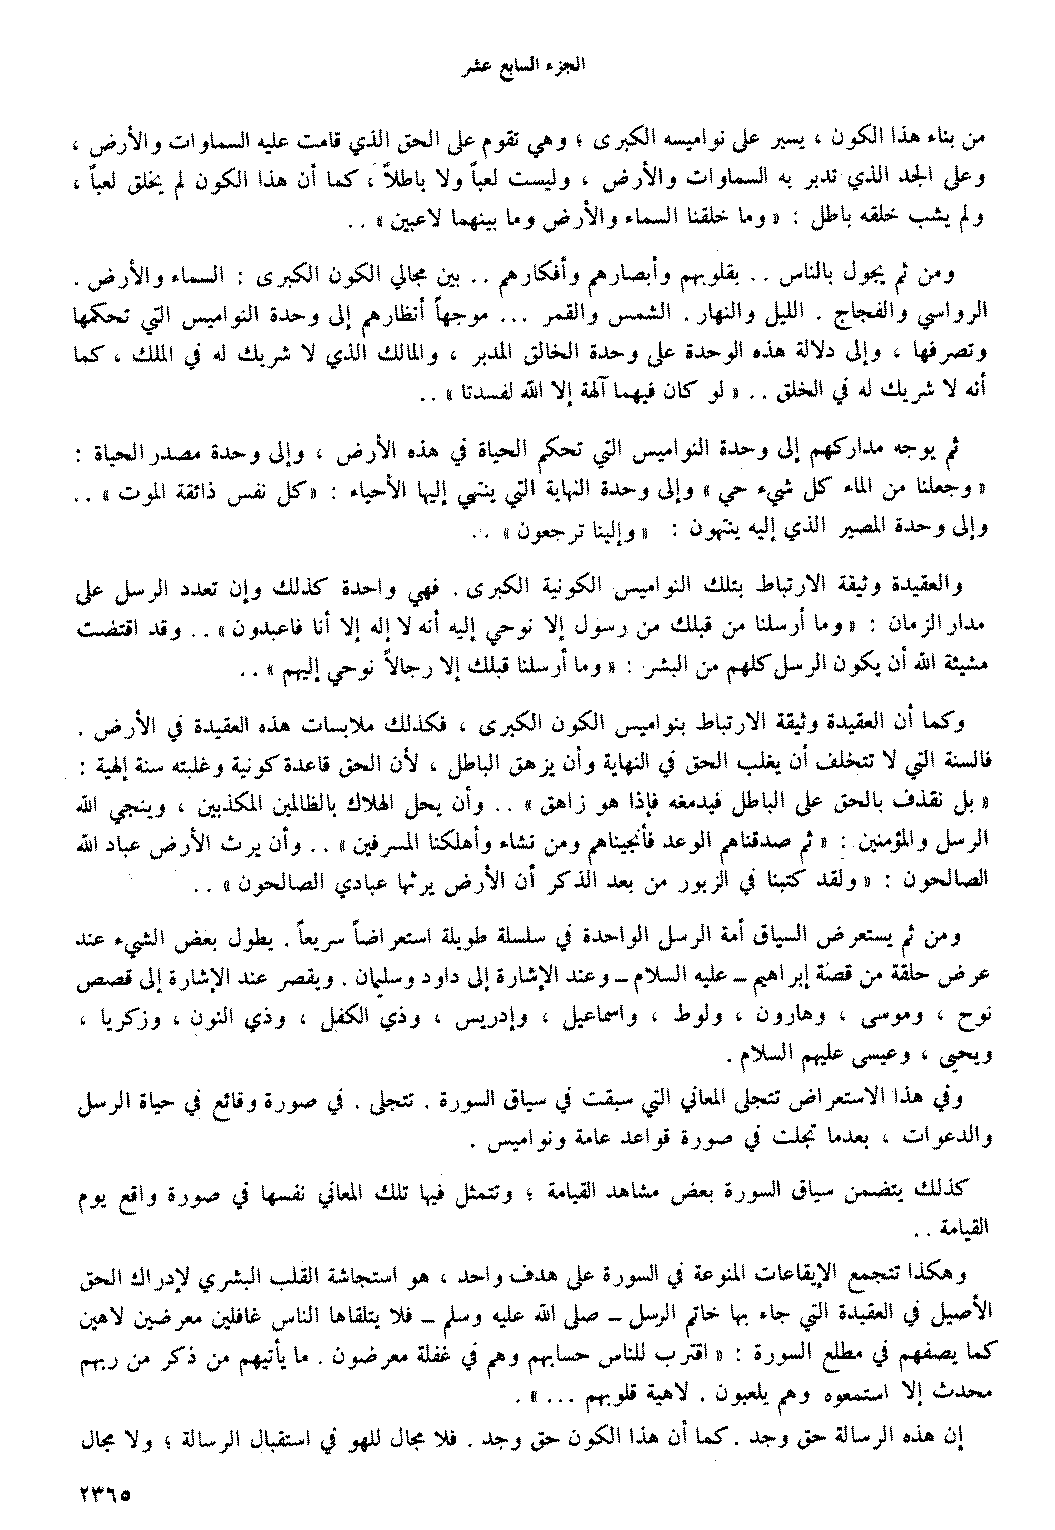 الجزء السابع عشر
من بناء هذا الكون ، يسير على نواميسه الكبرى ؛ وهي تقوم على الحق الذي قامت عليه السماوات والأرض ،
وعلى الجد الذي تدبر به السماوات والأرض ، وليست لعباً ولا باطلاً ، كما أن هذا الكون لم يخلق لعباً ،
ولم يشب خلقه باطل : « وما خلقنا السماء والأرض وما بينهما لاعبين » . .
ومن ثم يجول بالناس . . بقلوبهم وأبصارهم وأفكارهم . . بين مجالي الكون الكبرى : السماء والأرض .
الرواسي والفجاج . الليل والنهار . الشمس والقمر ... موجهاً أنظارهم إلى وحدة النواميس التي تحكمها
وتصرفها ، وإلى دلالة هذه الوحدة على وحدة الخالق المدبر ، والمالك الذي لا شريك له في الملك ، كما
أنه لا شريك له في الخلق . . « لو كان فيهما آلهة إلا الله لفسدتا » . .
ثم يوجه مداركهم إلى وحدة النواميس التي تحكم الحياة في هذه الأرض ، وإلى وحدة مصدر الحياة :
« وجعلنا من الماء كل شيء حي » وإلى وحدة النهاية التي ينتهي إليها الأحياء : « كل نفس ذائقة الموت » . .
وإلى وحدة المصير الذي إليه ينتهون : « وإلينا ترجعون » . .
والعقيدة وثيقة الارتباط بتلك النواميس الكونية الكبرى . فهي واحدة كذلك وإن تعدد الرسل على
مدار الزمان : « وما أرسلنا من قبلك من رسول إلا نوحي إليه أنه لا إله إلا أنا فاعبدون » . . وقد اقتضت
مشيئة الله أن يكون الرسل كلهم من البشر : « وما أرسلنا قبلك إلا رجالاً نوحي إليهم » . .
وكما أن العقيدة وثيقة الارتباط بنواميس الكون الكبرى ، فكذلك ملابسات هذه العقيدة في الأرض .
فالسنة التي لا تتخلف أن يغلب الحق في النهاية وأن يزهق الباطل ، لأن الحق قاعدة كونية وغلبته سنة إلهية :
« بل نقذف بالحق على الباطل فيدمغه فإذا هو زاهق » . . وأن يحل الهلاك بالظالمين المكذبين ، وينجي الله
الرسل والمؤمنين : « ثم صدقناهم الوعد فأنجيناهم ومن نشاء وأهلكنا المسرفين » . . وأن يرث الأرض عباد الله
الصالحون : « ولقد كتبنا في الزبور من بعد الذكر أن الأرض يرثها عبادي الصالحون » . .
ومن ثم يستعرض السياق أمة الرسل الواحدة في سلسلة طويلة استعراضاً سريعاً . يطول بعض الشيء عند
عرض حلقة من قصة إبراهيم – عليه السلام – وعند الإشارة إلى داود وسليمان . ويقصر عند الإشارة إلى قصص
نوح ، وموسى ، وهارون ، ولوط ، واسماعيل ، وإدريس ، وذي الكفل ، وذي النون ، وزكريا ،
ويحيى ، وعيسى عليهم السلام .
وفي هذا الاستعراض تتجلى المعاني التي سبقت في سياق السورة . تتجلى . في صورة وقائع في حياة الرسل
والدعوات ، بعدما تجلت في صورة قواعد عامة ونواميس .
كذلك يتضمن سياق السورة بعض مشاهد القيامة ؛ وتتمثل فيها تلك المعاني نفسها في صورة واقع يوم
القيامة . .
وهكذا تتجمع الإيقاعات المنوعة في السورة على هدف واحد ، هو استجاشة القلب البشري لإدراك الحق
الأصيل في العقيدة التي جاء بها خاتم الرسل – صلى الله عليه وسلم – فلا يتلقاها الناس غافلين معرضين لاهين
كما يصفهم في مطلع السورة : « اقترب للناس حسابهم وهم في غفلة معرضون . ما يأتيهم من ذكر من ربهم
محدث إلا استمعوه وهم يلعبون . لاهية قلوبهم ... » .
إن هذه الرسالة حق وجد . كما أن هذا الكون حق وجد . فلا مجال للهو في استقبال الرسالة ؛ ولا مجال
٢٣٦٥